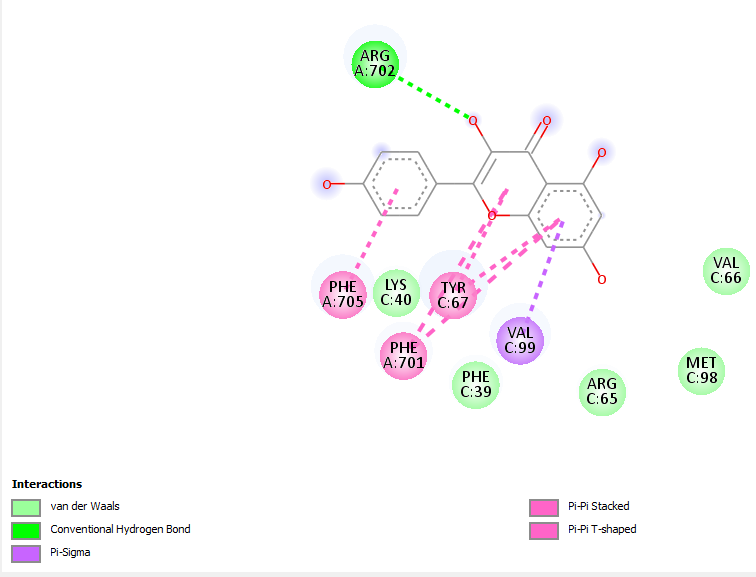 ARG
A:702
O
O
O
O
O
O
PHE
A:705
LYS
C:40
TYR
C:67
VAL
C:66
PHE
A:701
VAL
C:99
PHE
C:39
ARG
C:65
MET
C:98
Interactions
van der Waals
Conventional Hydrogen Bond
Pi-Sigma
Pi-Pi Stacked
Pi-Pi T-shaped